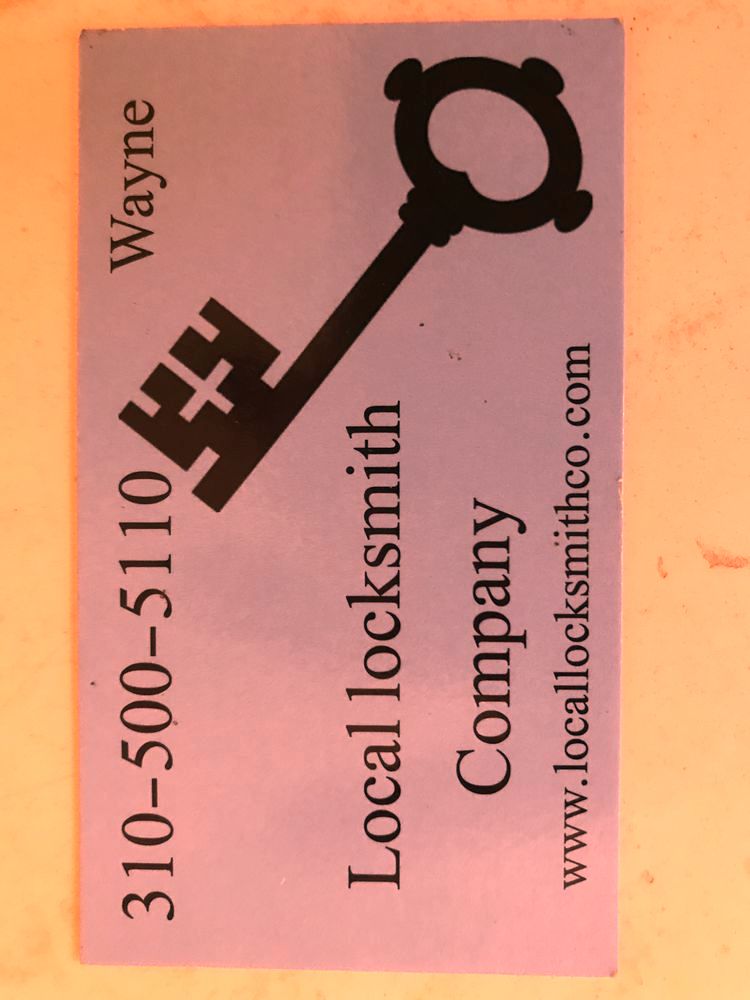 310-500-5110 Wayne
Local locksmith
Company
www.locallocksmithco.com